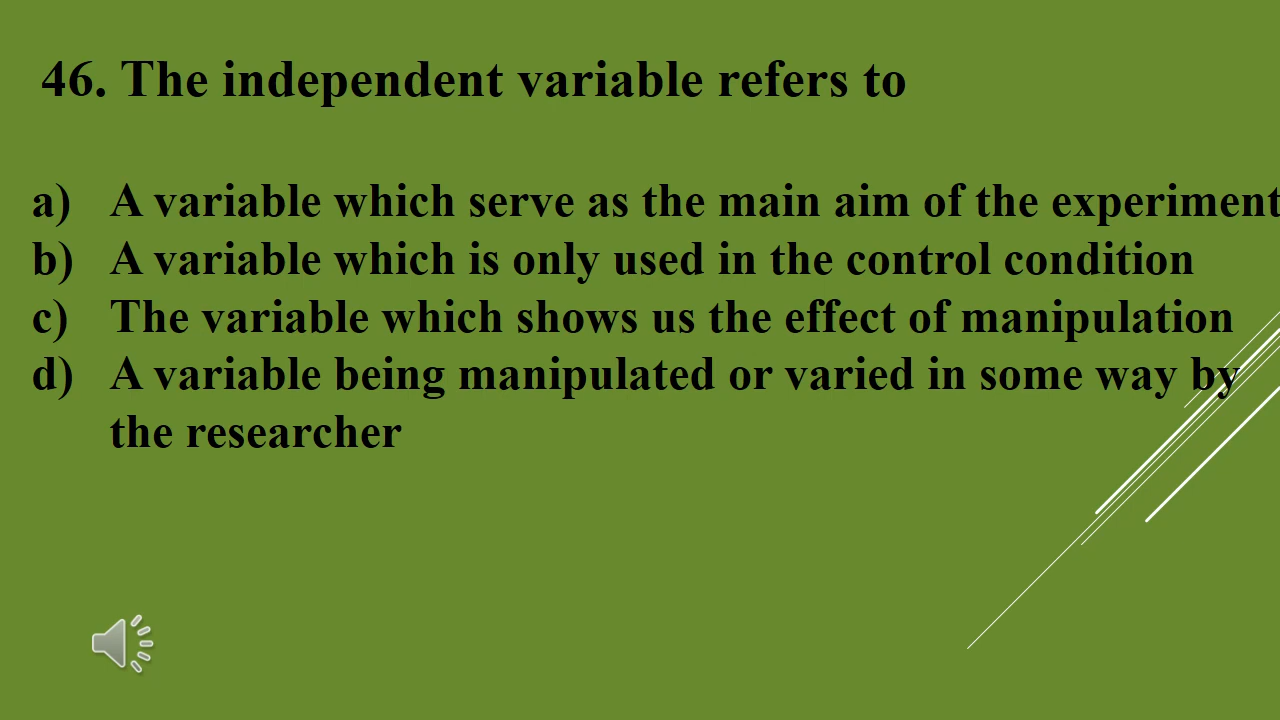 46. The independent variable refers to
a) A variable which serve as the main aim of the experiment
b) A variable which is only used in the control condition
c) The variable which shows us the effect of manipulation
d) A variable being manipulated or varied in some way by
the researcher